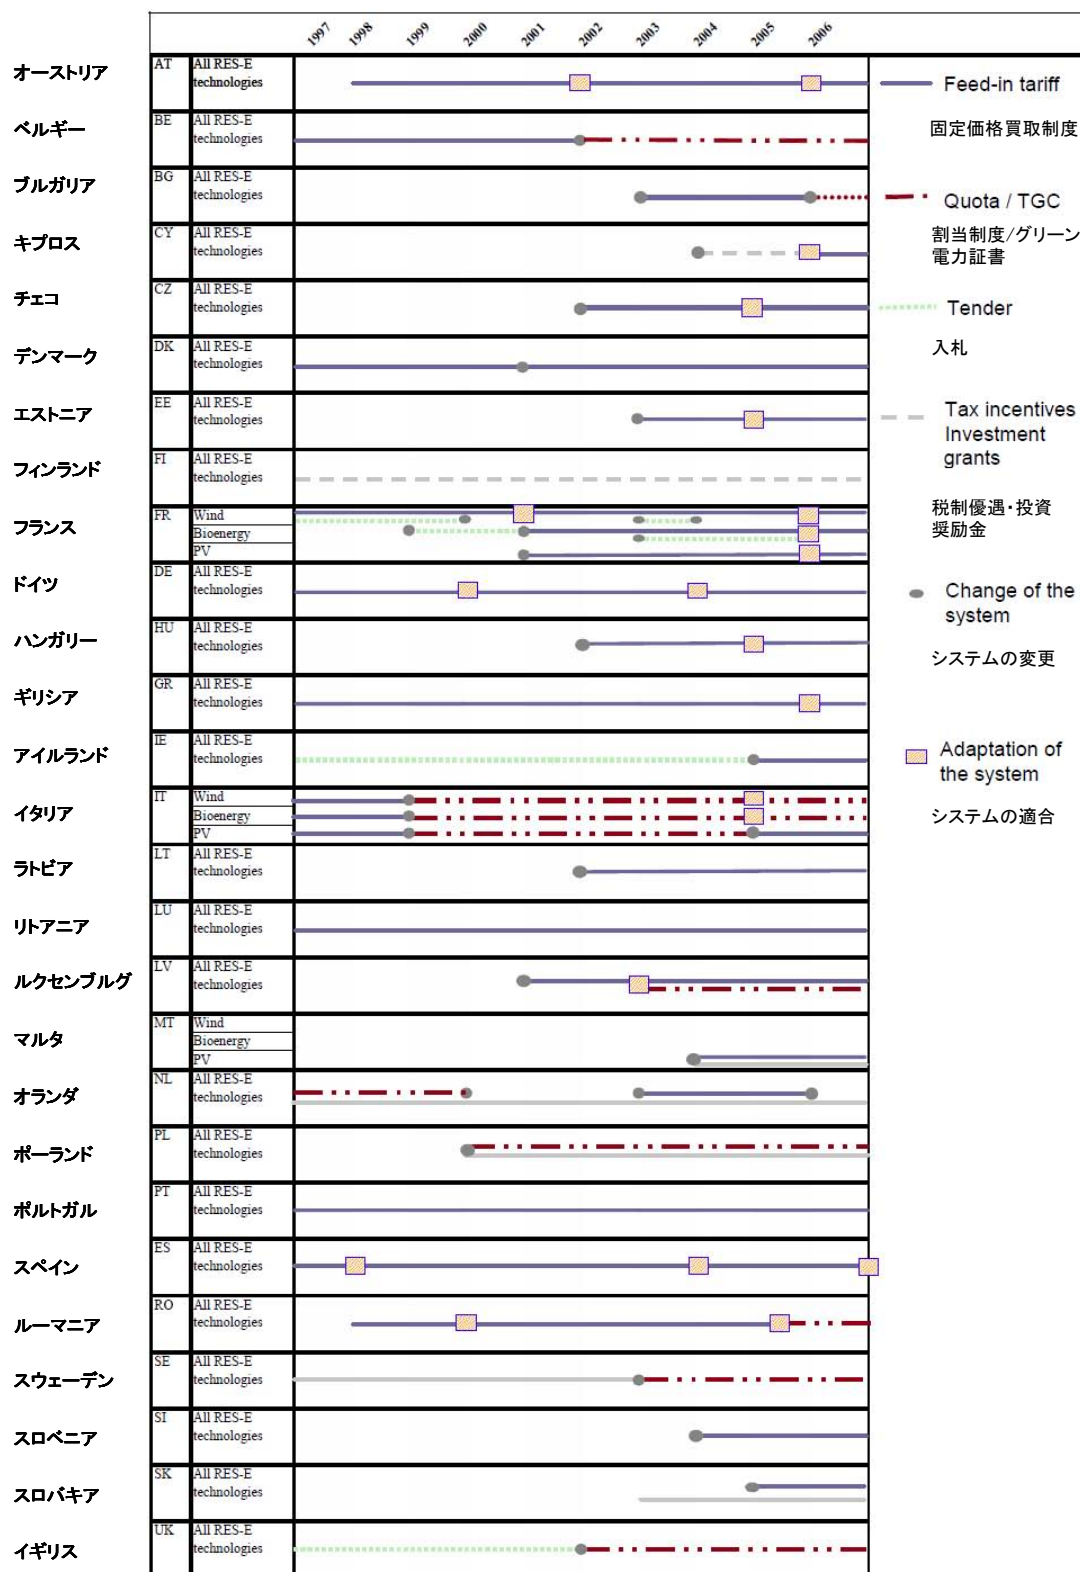 1997 1998 1999 2000 2001 2002 2003 2004 2005 2006
オーストリア AT All RES-E
technologies
ベルギー BE All RES-E
technologies
ブルガリア BG All RES-E
technologies
キプロス CY All RES-E
technologies
チェコ CZ All RES-E
technologies
デンマーク DK All RES-E
technologies
エストニア EE All RES-E
technologies
フィンランド FI All RES-E
technologies
フランス FR Wind
Bioenergy
PV
ドイツ DE All RES-E
technologies
ハンガリー HU All RES-E
technologies
ギリシア GR All RES-E
technologies
アイルランド IE All RES-E
technologies
イタリア IT Wind
Bioenergy
PV
ラトビア LT All RES-E
technologies
リトアニア LU All RES-E
technologies
ルクセンブルグ LV All RES-E
technologies
マルタ MT Wind
Bioenergy
PV
オランダ NL All RES-E
technologies
ポーランド PL All RES-E
technologies
ポルトガル PT All RES-E
technologies
スペイン ES All RES-E
technologies
ルーマニア RO All RES-E
technologies
スウェーデン SE All RES-E
technologies
スロベニア SI All RES-E
technologies
スロバキア SK All RES-E
technologies
イギリス UK All RES-E
technologies
Feed-in tariff
固定価格買取制度
Quota / TGC
割当制度/グリーン
電力証書
Tender
入札
Tax incentives
Investment
grants
税制優遇・投資
奨励金
Change of the
system
システムの変更
Adaptation of
the system
システムの適合